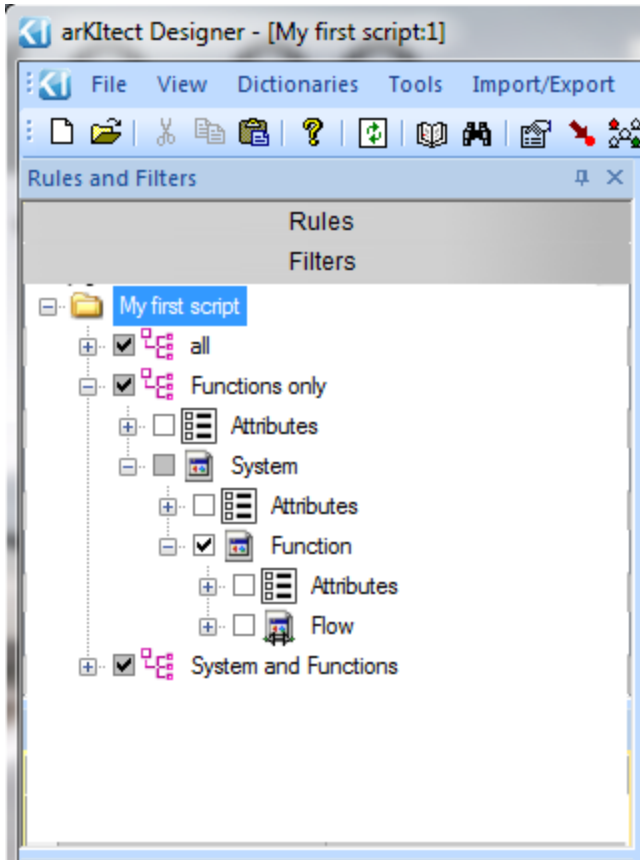 arKItect Designer - [My first script:1]
File View Dictionaries Tools Import/Export
Rules and Filters
Rules
Filters
My first script
all
Functions only
Attributes
System
Attributes
Function
Attributes
Flow
System and Functions